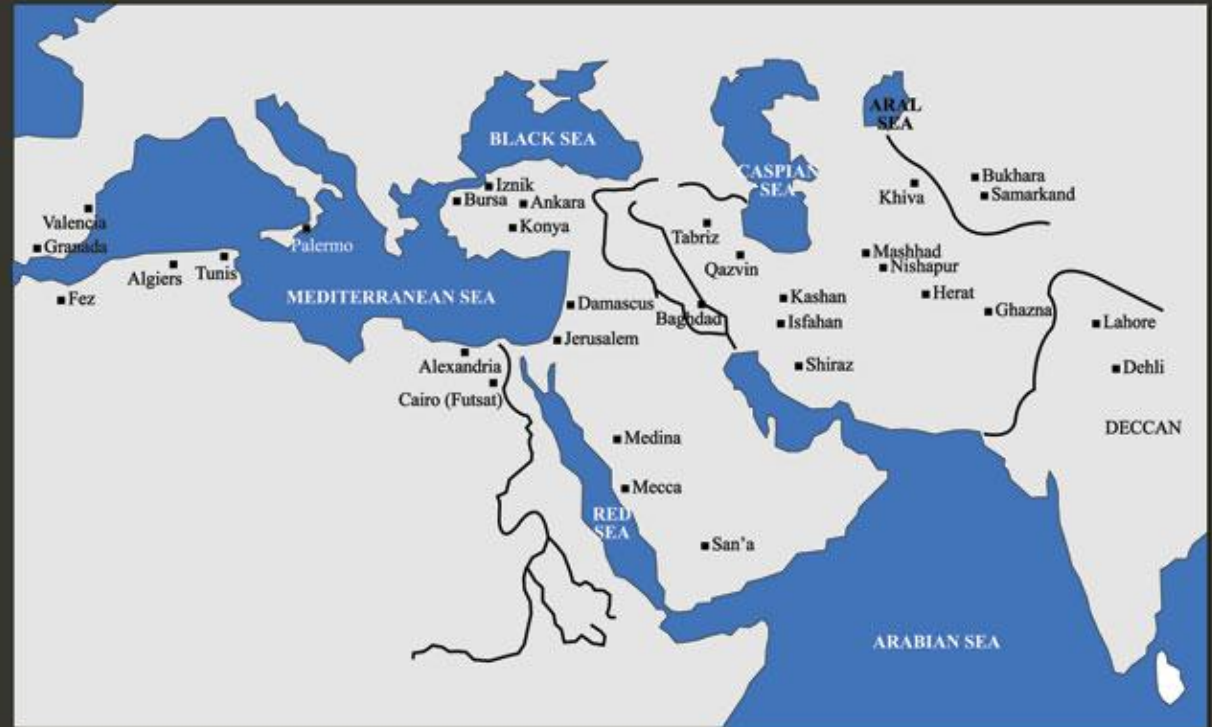 ARAL
SEA
BLACK SEA
CASPIAN
SEA
Bukhara
Khiva
Samarkand
Iznik
Bursa
Ankara
Valencia
Konya
Tabriz
Granada
Palermo
Mashhad
Algiers
Tunis
Qazvin
Nishapur
Fez
MEDITERRANEAN SEA
Damascus
Kashan
Herat
Baghdad
Isfahan
Ghazna
Lahore
Jerusalem
Alexandria
Shiraz
Dehli
Cairo (Futsat)
DECCAN
Medina
Mecca
RED
SEA
San’a
ARABIAN SEA